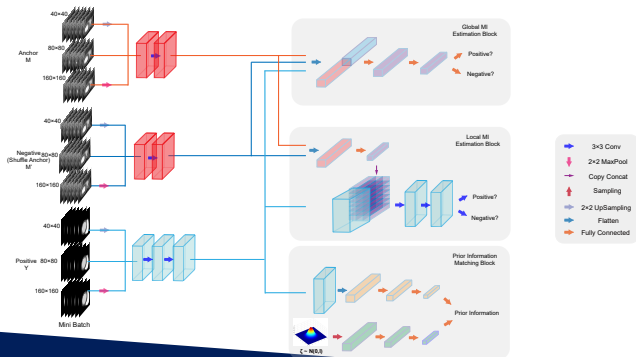 40×40
80×80
160×160
Anchor
M
40×40
80×80
160×160
Negative
(Shuffle Anchor)
M'
40×40
80×80
160×160
Positive
Y
Mini Batch
Global MI
Estimation Block
Positive?
Negative?
Local MI
Estimation Block
Positive?
Negative?
Prior Information
Matching Block
Prior Information
ζ ~ N(0,I)
3×3 Conv
2×2 MaxPool
Copy Concat
Sampling
2×2 UpSampling
Flatten
Fully Connected